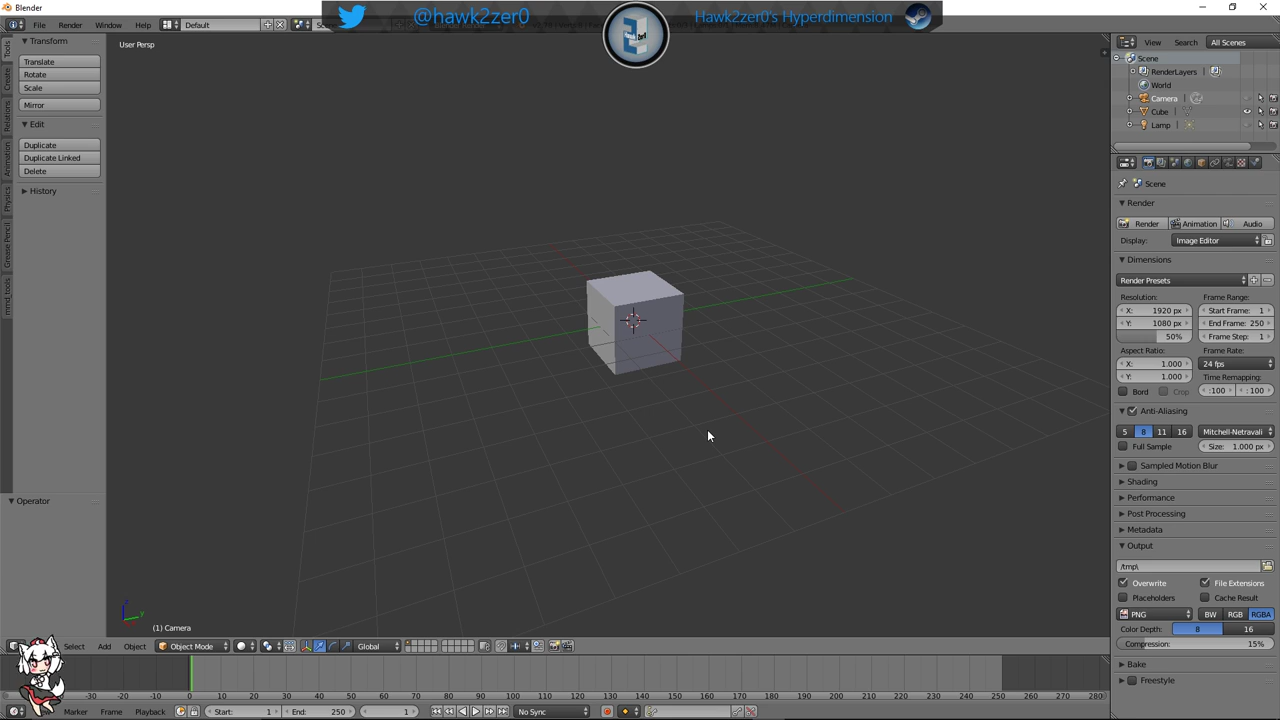 Blender
File
Render
Window
Help
Default
@hawk2zer0
Hawk2zer0's Hyperdimension
View
Search
All Scenes
Tools
Create
Relations
Animation
Physics
Grease Pencil
mmd_tools
Transform
Translate
Rotate
Scale
Mirror
Edit
Duplicate
Duplicate Linked
Delete
History
Operator
User Persp
(1) Camera
Scene
RenderLayers
World
Camera
Cube
Lamp
Scene
Render
Render
Animation
Audio
Display:
Image Editor
Dimensions
Render Presets
Resolution:
Frame Range:
X: 1920 px
Start Frame: 1
Y: 1080 px
End Frame: 250
50%
Frame Step: 1
Aspect Ratio:
Frame Rate:
X: 1.000
24 fps
Y: 1.000
Time Remapping:
Bord
Crop
:100
: 100
Anti-Aliasing
5
8
11
16
Mitchell-Netravali
Full Sample
Size: 1.000 px
Sampled Motion Blur
Shading
Performance
Post Processing
Metadata
Output
/tmp\
Overwrite
File Extensions
Placeholders
Cache Result
PNG
BW
RGB
RGBA
Color Depth:
8
16
Compression:
15%
Bake
Freestyle
Select
Add
Object
Object Mode
Global
-30 -20 -10 0 10 20 30 40 50 60 70 80 90 100 110 120 130 140 150 160 170 180 190 200 210 220 230 240 250 260 270 280
Marker
Frame
Playback
Start: 1
End: 250
1
No Sync